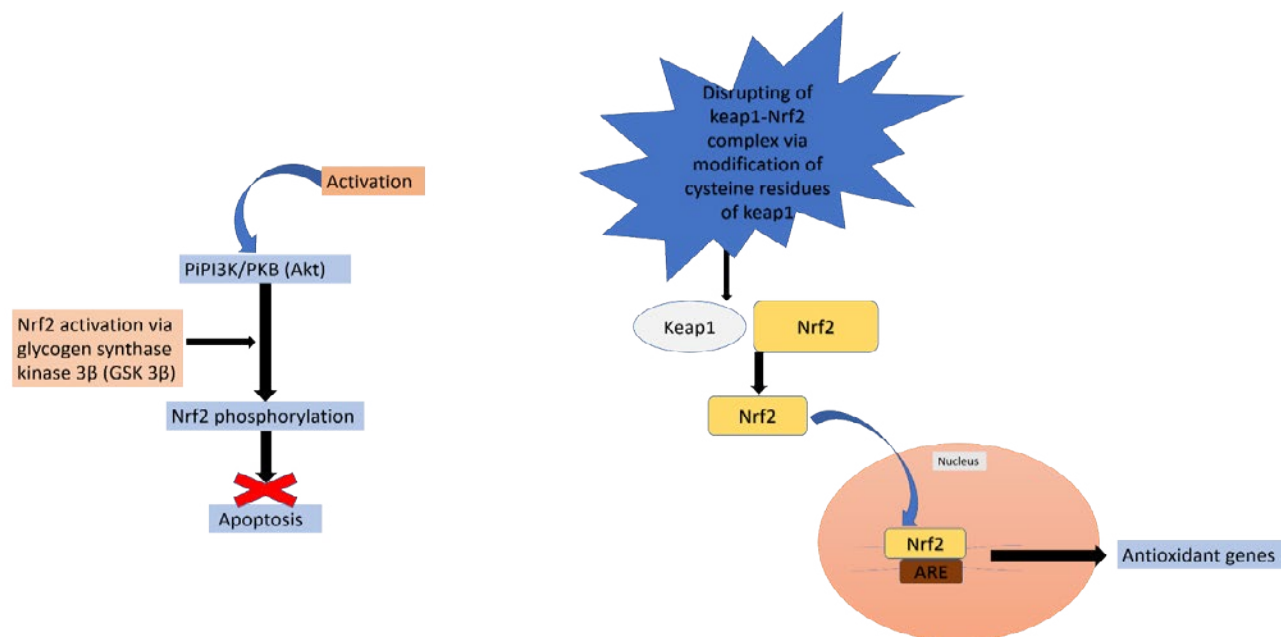 Activation
PiPI3K/PKB (Akt)
Nrf2 activation via
glycogen synthase
kinase 3β (GSK 3β)
Nrf2 phosphorylation
Apoptosis
Disrupting of
keap1-Nrf2
complex via
modification of
cysteine residues
of keap1
Keap1
Nrf2
Nrf2
Nucleus
Nrf2
ARE
Antioxidant genes